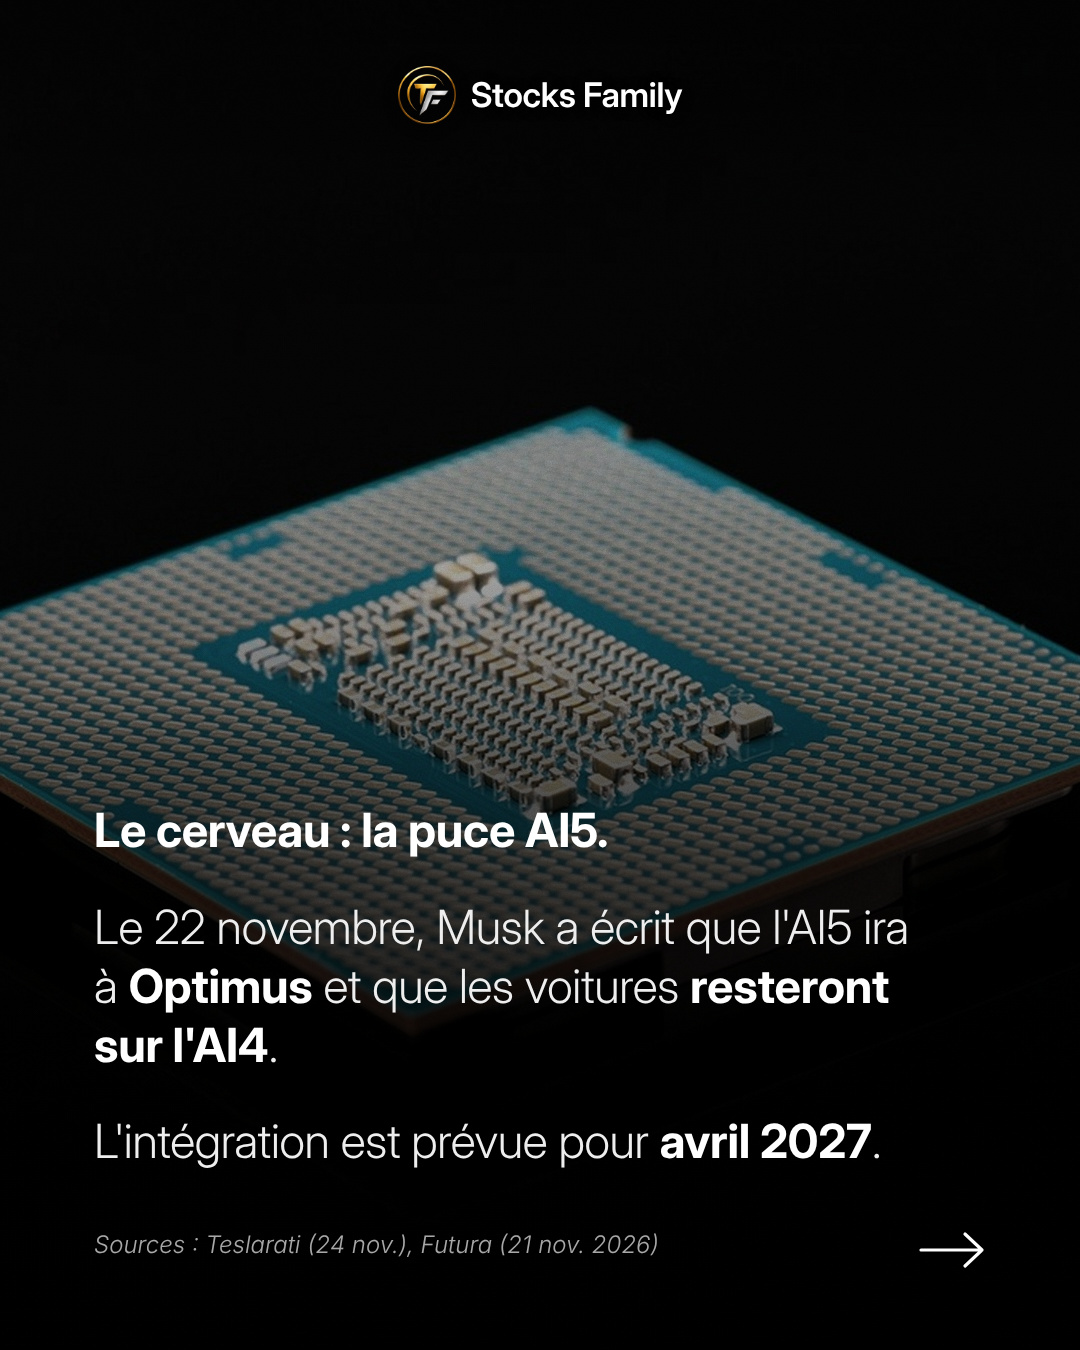 TF Stocks Family
Le cerveau : la puce AI5.
Le 22 novembre, Musk a écrit que l'AI5 ira
à Optimus et que les voitures resteront
sur l'AI4.
L'intégration est prévue pour avril 2027.
Sources : Teslarati (24 nov.), Futura (21 nov. 2026)